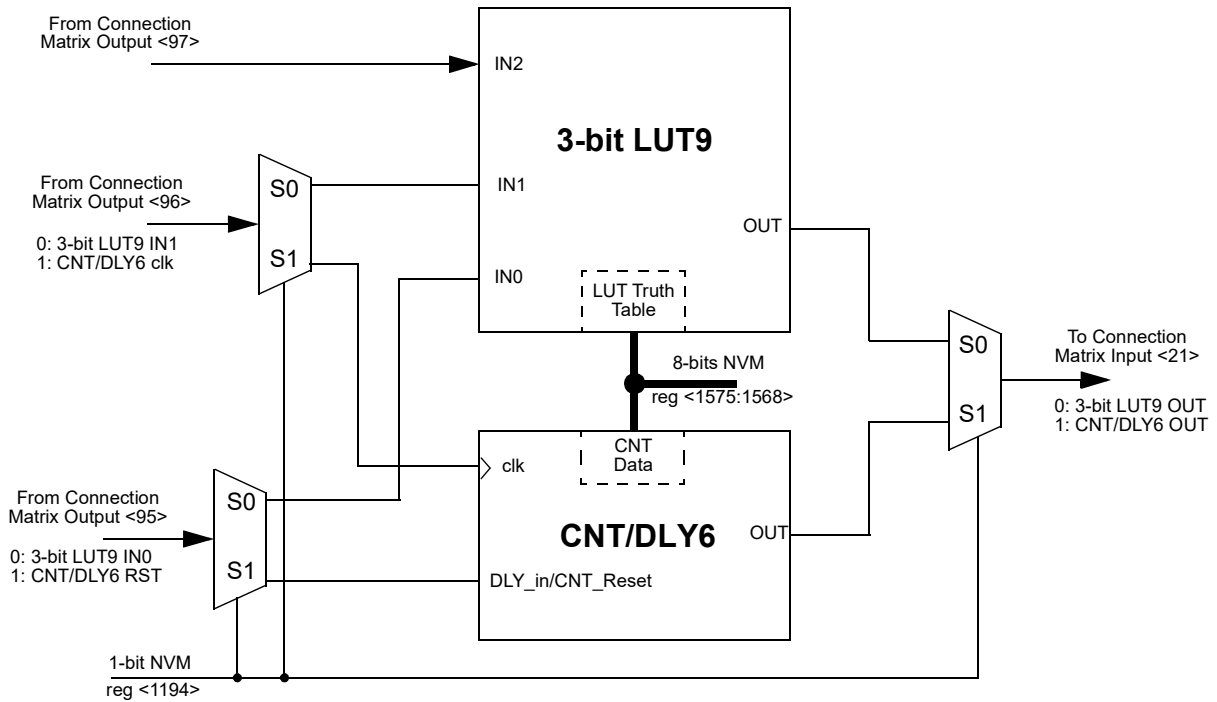 From Connection
Matrix Output <97>
IN2
3-bit LUT9
From Connection
Matrix Output <96>
0: 3-bit LUT9 IN1
1: CNT/DLY6 clk
S0
S1
IN1
IN0
OUT
LUT Truth
Table
8-bits NVM
reg <1575:1568>
S0
S1
To Connection
Matrix Input <21>
0: 3-bit LUT9 OUT
1: CNT/DLY6 OUT
CNT
Data
clk
CNT/DLY6
OUT
DLY_in/CNT_Reset
From Connection
Matrix Output <95>
0: 3-bit LUT9 IN0
1: CNT/DLY6 RST
S0
S1
1-bit NVM
reg <1194>